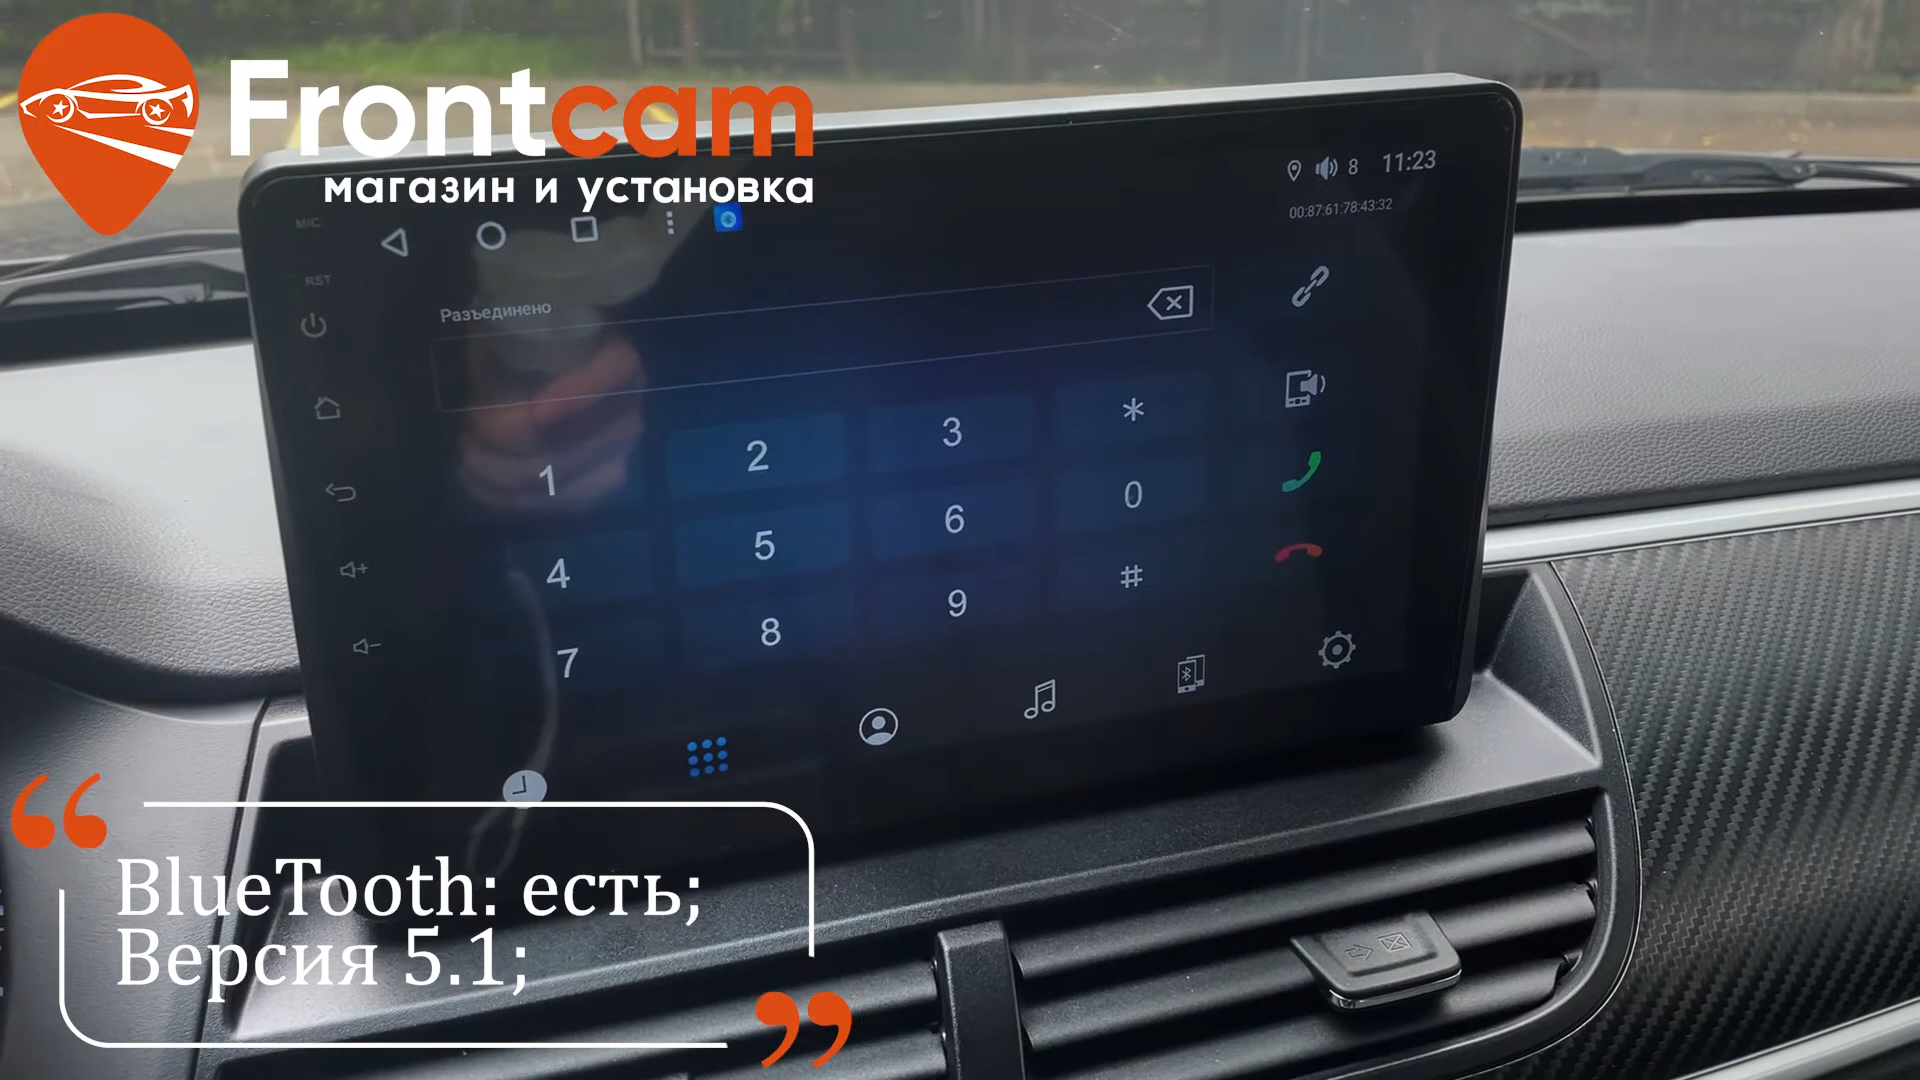 Frontcam
магазин и установка
MIC
RST
8 11:23
00:87:61:78:43:32
Разъединено
1 2 3 *
4 5 6 0
7 8 9 #
BlueTooth: есть;
Версия 5.1;